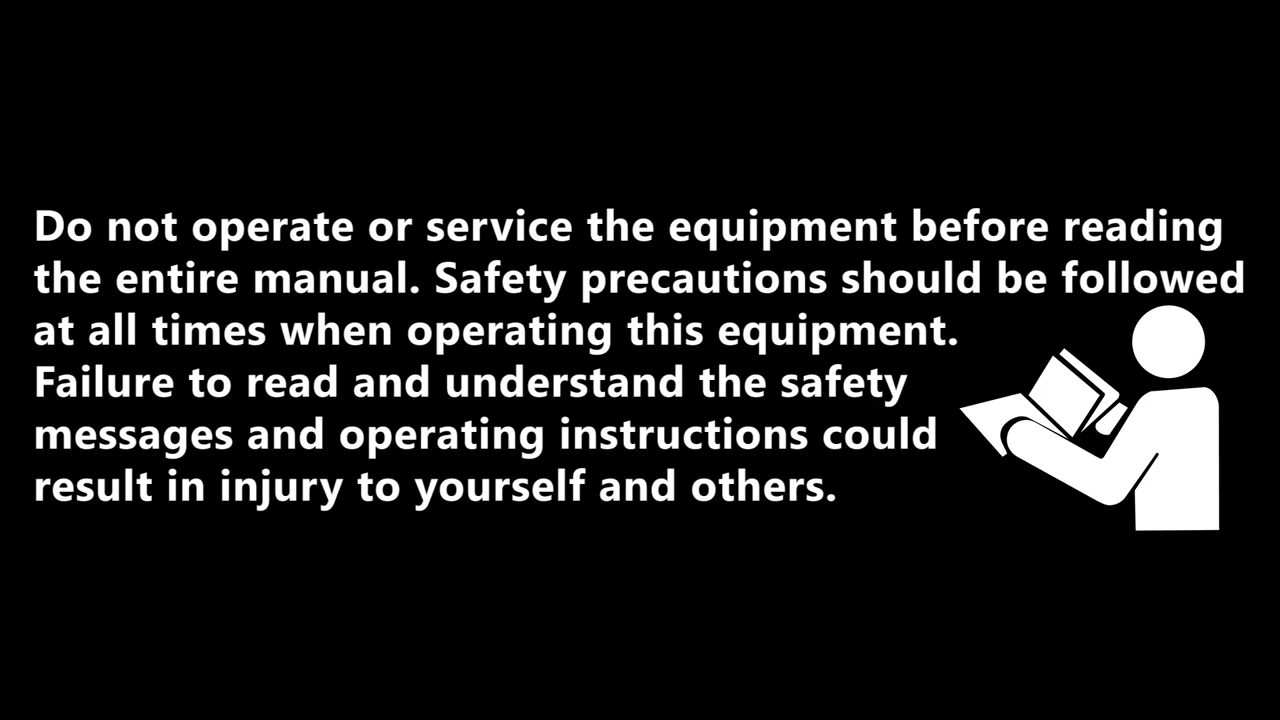 Do not operate or service the equipment before reading
the entire manual. Safety precautions should be followed
at all times when operating this equipment.
Failure to read and understand the safety
messages and operating instructions could
result in injury to yourself and others.